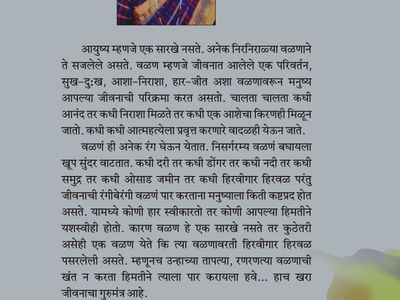 आयुष्य म्हणजे एक सारखे नसते. अनेक निरनिराळ्या वळणाने
ते सजलेले असते. वळण म्हणजे जीवनात आलेले एक परिवर्तन,
सुख-दुःख, आशा-निराशा, हार-जीत अशा वळणावरून मनुष्य
आपल्या जीवनाची परिक्रमा करत असतो. चालता चालता कधी
आनंद तर कधी निराशा मिळते तर कधी एक आशेचा किरणही मिळून
जातो. कधी कधी आत्महत्येला प्रवृत्त करणारे वादळही येऊन जाते.
वळणं ही अनेक रंग घेऊन येतात. निसर्गरम्य वळणं बघायला
खूप सुंदर वाटतात. कधी दरी तर कधी डोंगर तर कधी नदी तर कधी
समुद्र तर कधी ओसाड जमीन तर कधी हिरवीगार हिरवळ परंतु
जीवनाची रंगीबेरंगी वळणं पार करताना मनुष्याला किती कष्टप्रद होत
असते. यामध्ये कोणी हार स्वीकारतो तर कोणी आपल्या हिमतीने
यशस्वीही होतो. कारण वळण हे एक सारखे नसते तर कुठेतरी
असेही एक वळण येते कि त्या वळणावरती हिरवीगार हिरवळ
पसरलेली असते. म्हणूनच उन्हाच्या तापत्या, रणरणत्या वळणाची
खंत न करता हिमतीने त्याला पार करायला हवे... हाच खरा
जीवनाचा गुरुमंत्र आहे.